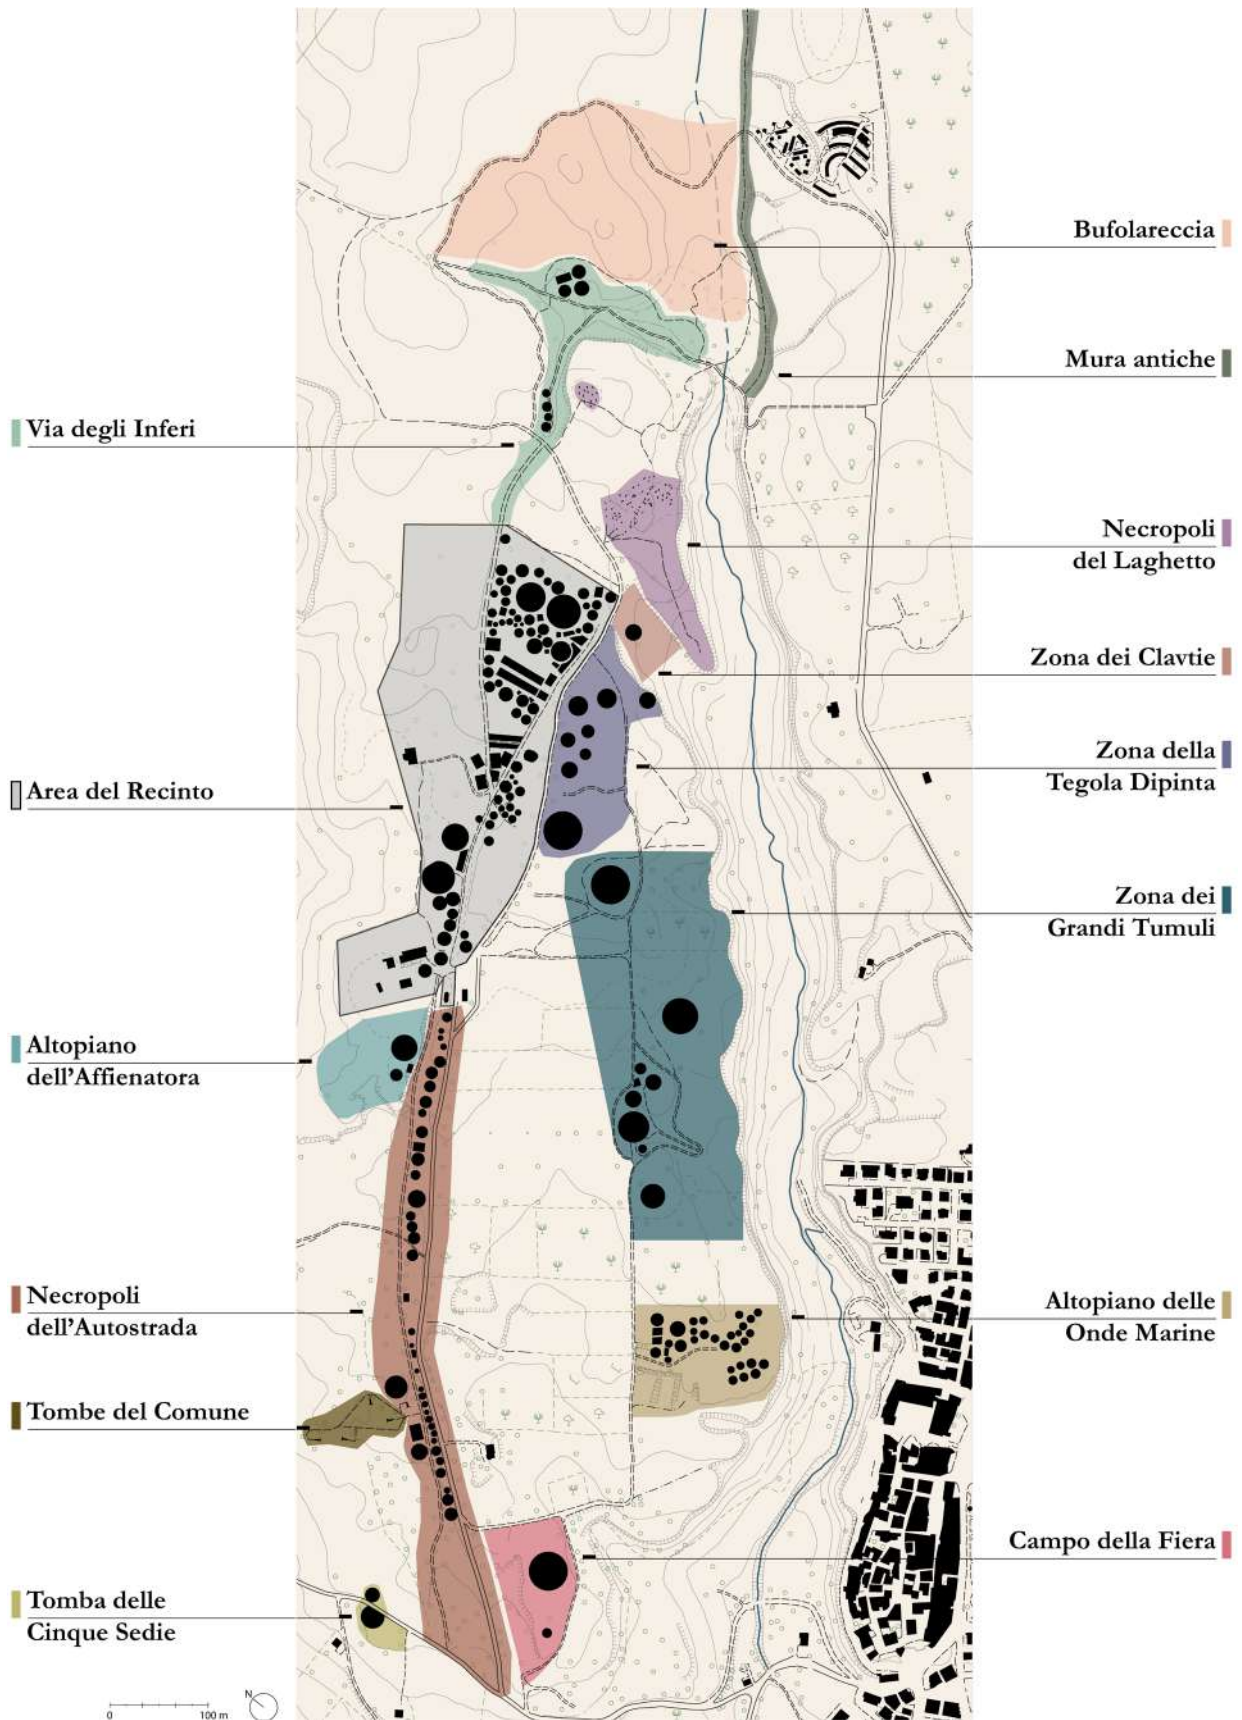 Bufolareccia
Mura antiche
Via degli Inferi
Necropoli
del Laghetto
Zona dei Clavtie
Zona della
Tegola Dipinta
Area del Recinto
Zona dei
Grandi Tumuli
Altopiano
dell'Affienatora
Necropoli
dell'Autostrada
Altopiano delle
Onde Marine
Tombe del Comune
Campo della Fiera
Tomba delle
Cinque Sedie
N
0 100 m